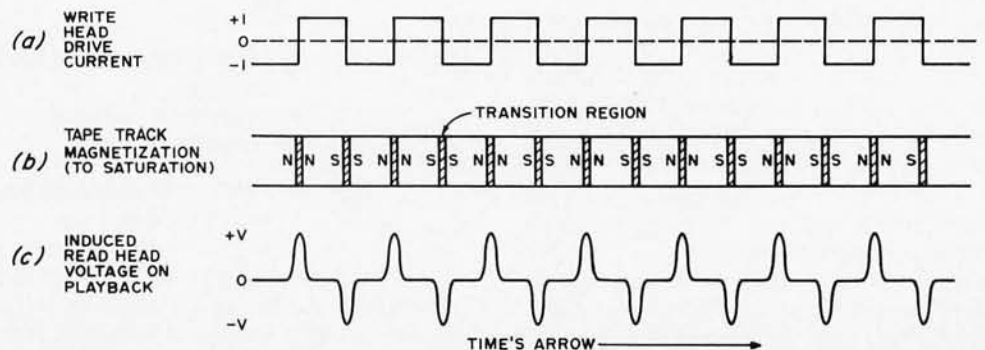 (a)
WRITE
HEAD
DRIVE
CURRENT
+I
0
-I
TRANSITION REGION
(b)
TAPE TRACK
MAGNETIZATION
(TO SATURATION)
N N S S N N S S N N S S N N S S N N S S N N S S N N S
(c)
INDUCED
READ HEAD
VOLTAGE ON
PLAYBACK
+V
0
-V
TIME'S ARROW